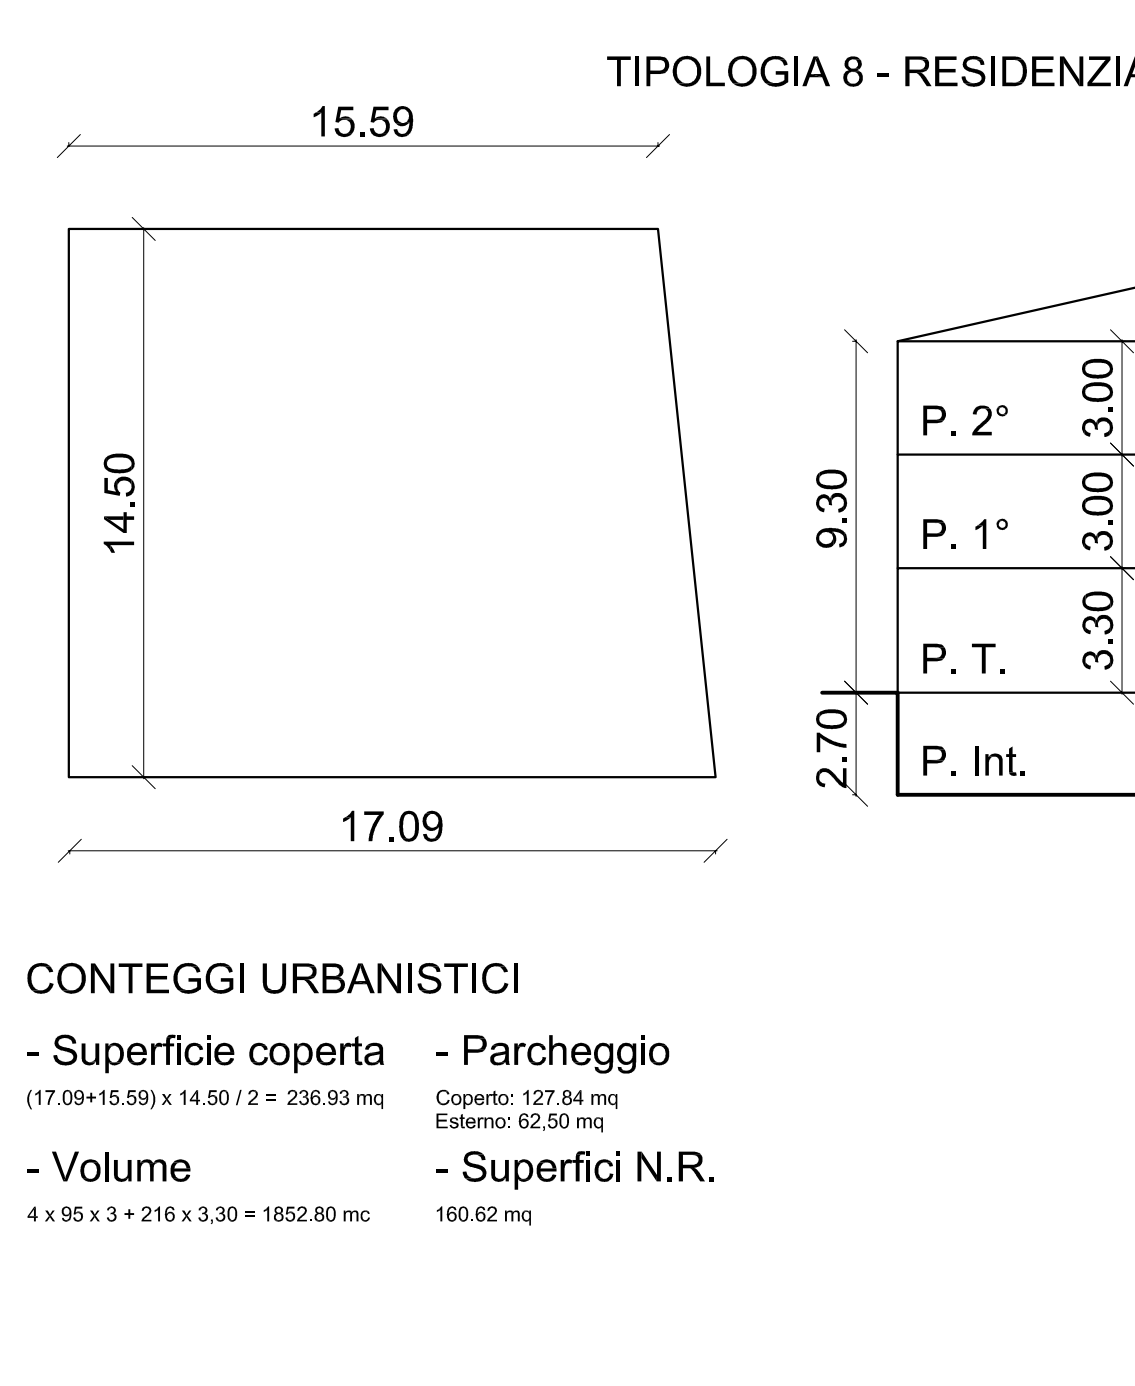 TIPOLOGIA 8 - RESIDENZIA
15.59
14.50
17.09
9.30
2.70
P. 2°
3.00
P. 1°
3.00
P. T.
3.30
P. Int.
CONTEGGI URBANISTICI
- Superficie coperta
(17.09+15.59) x 14.50 / 2 = 236.93 mq
- Parcheggio
Coperto: 127.84 mq
Esterno: 62,50 mq
- Volume
4 x 95 x 3 + 216 x 3,30 = 1852.80 mc
- Superfici N.R.
160.62 mq